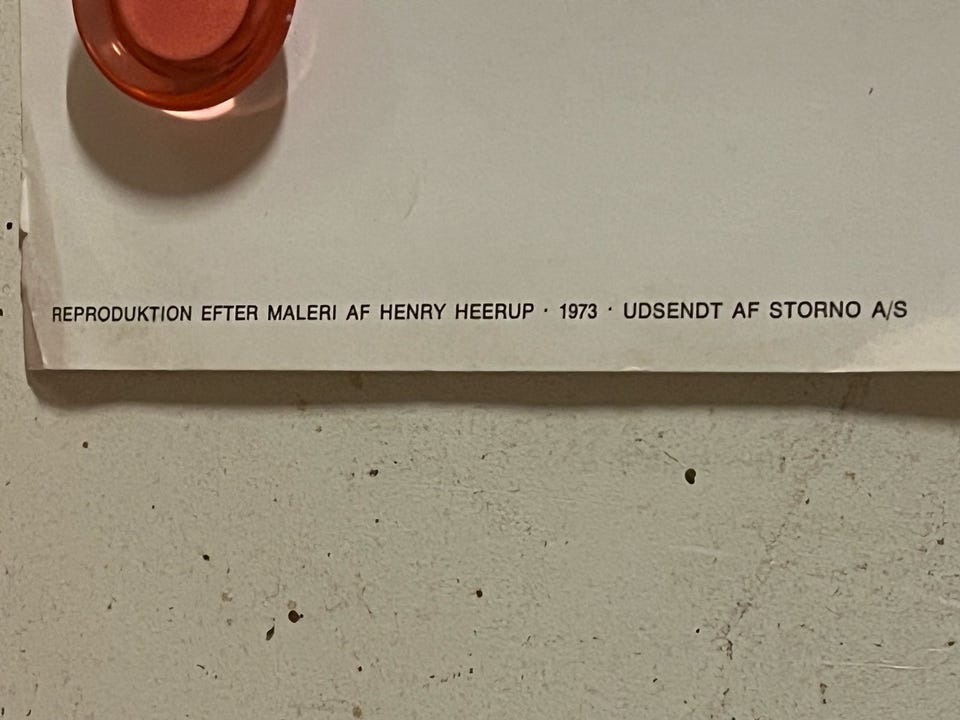 REPRODUKTION EFTER MALERI AF HENRY HEERUP · 1973 · UDSENDT AF STORNO A/S